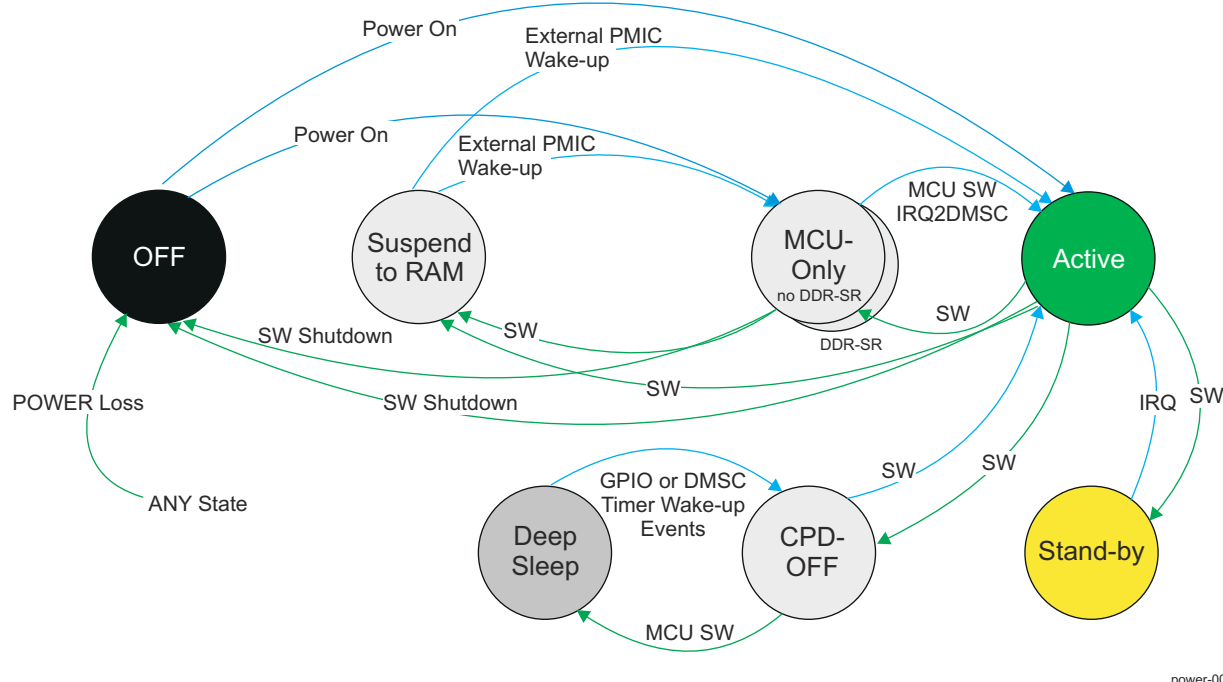 Power On
External PMIC
Wake-up
Power On
External PMIC
Wake-up
MCU SW
IRQ2DMSC
OFF
Suspend
to RAM
MCU-
Only
no DDR-SR
DDR-SR
Active
SW Shutdown
SW
SW
SW
SW Shutdown
POWER Loss
IRQ
SW
ANY State
GPIO or DMSC
Timer Wake-up
Events
SW
SW
Deep
Sleep
CPD-
OFF
Stand-by
MCU SW
power-00